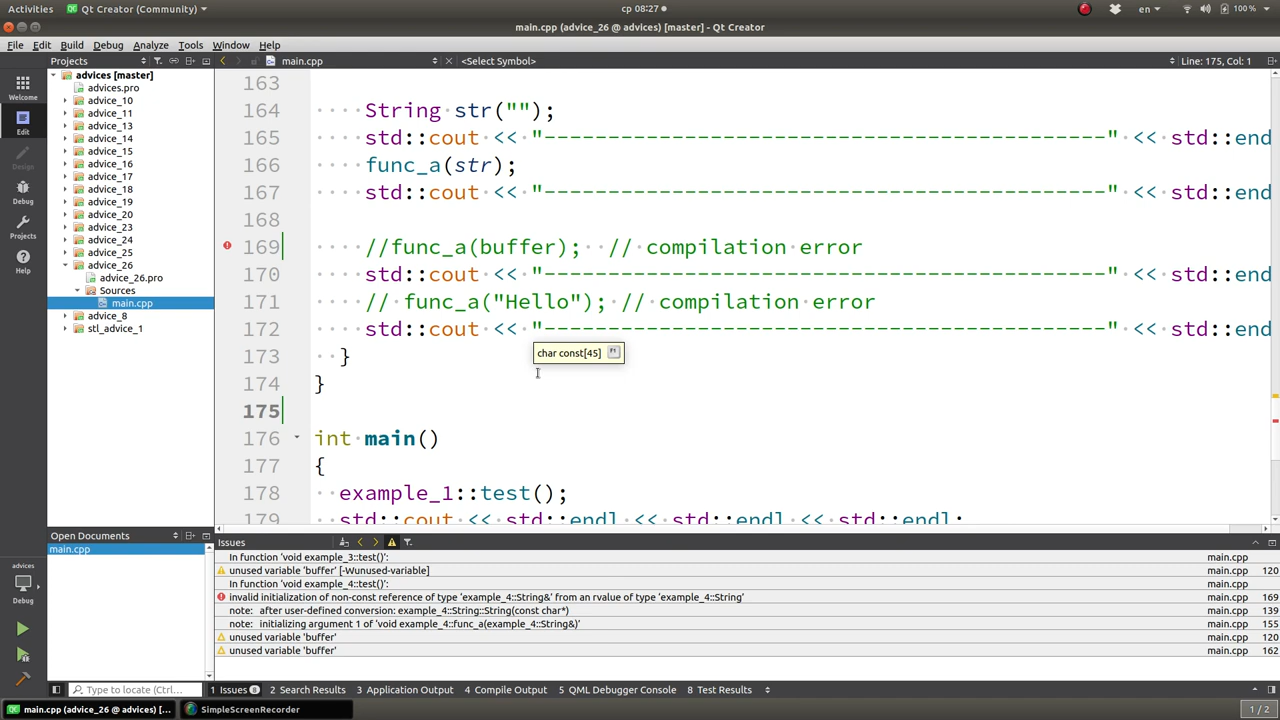 Activities Qt Creator (Community) ср 08:27 en 100 %
main.cpp (advice_26 @ advices) [master] - Qt Creator
File Edit Build Debug Analyze Tools Window Help
Projects main.cpp <Select Symbol> Line: 175, Col: 1
advices [master]
advices.pro
advice_10
advice_11
advice_13
advice_14
advice_15
advice_16
advice_17
advice_18
advice_19
advice_20
advice_23
advice_24
advice_25
advice_26
advice_26.pro
Sources
main.cpp
advice_8
stl_advice_1
Welcome
Edit
Design
Debug
Projects
Help
163
164 String str("");
165 std::cout << "--------------------------------------------" << std::end
166 func_a(str);
167 std::cout << "--------------------------------------------" << std::end
168
169 //func_a(buffer); // compilation error
170 std::cout << "--------------------------------------------" << std::end
171 // func_a("Hello"); // compilation error
172 std::cout << "--------------------------------------------" << std::end
char const[45] F1
173 }
174 }
175
176 int main()
177 {
178 example_1::test();
179 std::cout << std::endl << std::endl << std::endl;
Open Documents
main.cpp
advices
Debug
Issues
In function 'void example_3::test()': main.cpp
unused variable 'buffer' [-Wunused-variable] main.cpp 120
In function 'void example_4::test()': main.cpp
invalid initialization of non-const reference of type 'example_4::String&' from an rvalue of type 'example_4::String' main.cpp 169
note: after user-defined conversion: example_4::String::String(const char*) main.cpp 139
note: initializing argument 1 of 'void example_4::func_a(example_4::String&)' main.cpp 155
unused variable 'buffer' main.cpp 120
unused variable 'buffer' main.cpp 162
Type to locate (Ctrl... 1 Issues 8 2 Search Results 3 Application Output 4 Compile Output 5 QML Debugger Console 8 Test Results
main.cpp (advice_26 @ advices) [... SimpleScreenRecorder 1 / 2